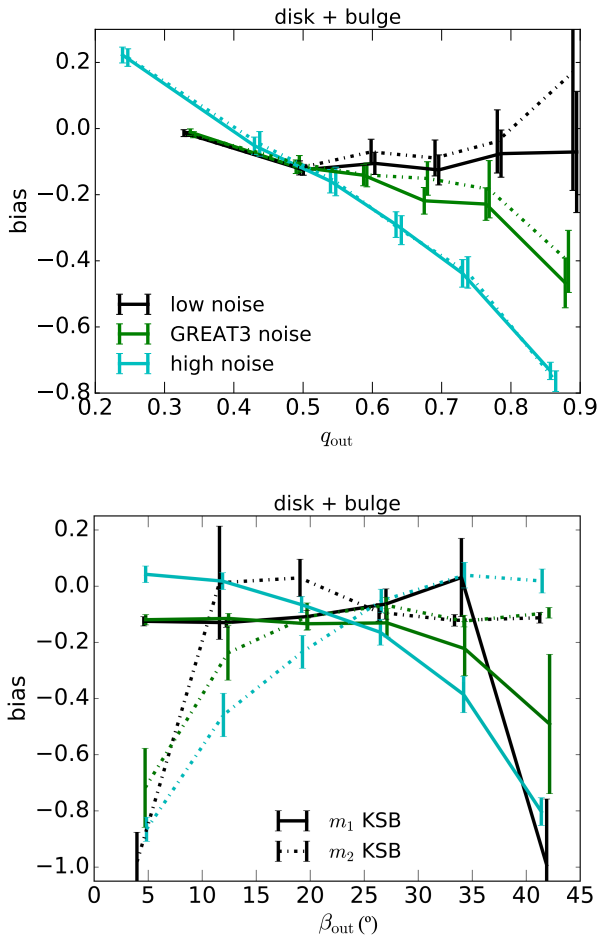 disk + bulge
0.2
0.0
−0.2
−0.4
−0.6
−0.8
bias
low noise
GREAT3 noise
high noise
0.2 0.3 0.4 0.5 0.6 0.7 0.8 0.9
q_out
disk + bulge
0.2
0.0
−0.2
−0.4
−0.6
−0.8
−1.0
bias
m₁ KSB
m₂ KSB
0 5 10 15 20 25 30 35 40 45
β_out (º)